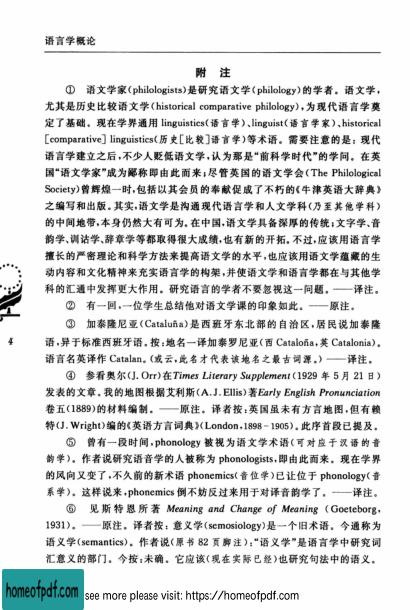 语言学概论
附 注
① 语文学家(philologists)是研究语文学(philology)的学者。语文学,
尤其是历史比较语文学(historical comparative philology),为现代语言学奠
定了基础。现在学界通用 linguistics(语言学)、linguist(语言学家)、historical
[comparative] linguistics(历史[比较]语言学)等术语。需要注意的是:现代
语言学建立之后,不少人贬低语文学,认为那是“前科学时代”的学问。在英
国“语文学家”成为鄙称即由此而来;尽管英国的语文学会(The Philological
Society)曾辉煌一时,包括以其会员的奉献促成了不朽的《牛津英语大辞典》
之编写和出版。其实,语文学是沟通现代语言学和人文学科(乃至其他学科)
的中间地带,本身仍然大有可为。在中国,语文学具备深厚的传统;文字学、音
韵学、训诂学、辞章学等都取得很大成绩,也有新的开拓。不过,应该用语言学
擅长的严密理论和科学方法来提高语文学的水平,也应该用语文学蕴藏的生
动内容和文化精神来充实语言学的构架,并使语文学和语言学都在与其他学
科的汇通中发挥更大作用。研究语言的学者不要忽视这一问题。——译注。
② 有一回,一位学生总结他对语文学课的印象如此。——原注。
③ 加泰隆尼亚(Cataluña)是西班牙东北部的自治区,居民说加泰隆
语,异于标准西班牙语。按:地名一译加泰罗尼亚(西 Cataloña,英 Catalonia)。
语言名英译作 Catalan。(或云,此名才代表该地名之最古词源。)——译注。
④ 参看奥尔(J. Orr)在Times Literary Supplement(1929 年 5 月 21 日)
发表的文章。我的地图根据艾利斯(A.J.Ellis)著Early English Pronunciation
卷五(1889)的材料编制。——原注。译者按:英国虽未有方言地图,但有赖
特(J. Wright)编的《英语方言词典》(London,1898-1905)。此序首段已提及。
⑤ 曾有一段时间,phonology 被视为语文学术语(可对应于汉语的音
韵学)。作者说研究语音学的人被称为 phonologists,即由此而来。现在学界
的风向又变了,不久前的新术语 phonemics(音位学)已让位于 phonology(音
系学)。这样说来,phonemics 倒不妨反过来用于对译音韵学了。——译注。
⑥ 见斯特恩所著 Meaning and Change of Meaning (Goeteborg,
1931)。——原注。译者按:意义学(semosiology)是一个旧术语。今通称为
语义学(semantics)。作者说(原书 82 页脚注):“语义学”是语言学中研究词
汇意义的部门。今按:未确。它应该(现在实际已经)也研究句法中的语义。
4
homeofpdf.com
see more please visit: https://homeofpdf.com